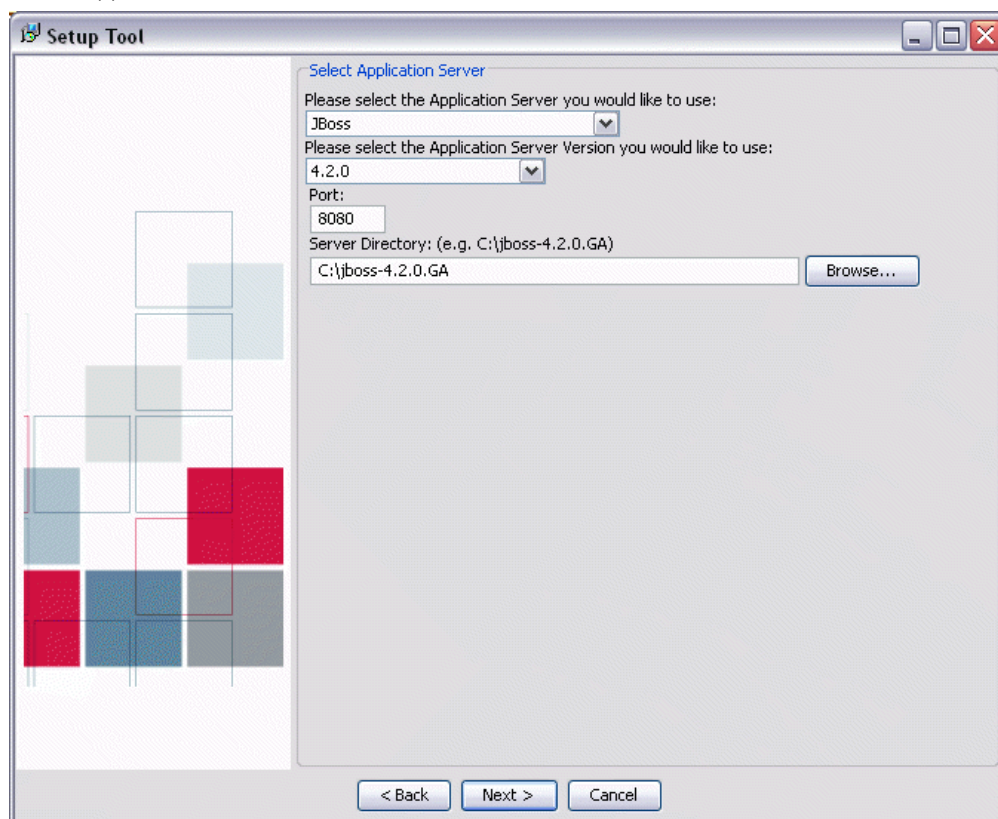 Setup Tool
Select Application Server
Please select the Application Server you would like to use:
JBoss
Please select the Application Server Version you would like to use:
4.2.0
Port:
8080
Server Directory: (e.g. C:\jboss-4.2.0.GA)
C:\jboss-4.2.0.GA
Browse...
< Back
Next >
Cancel